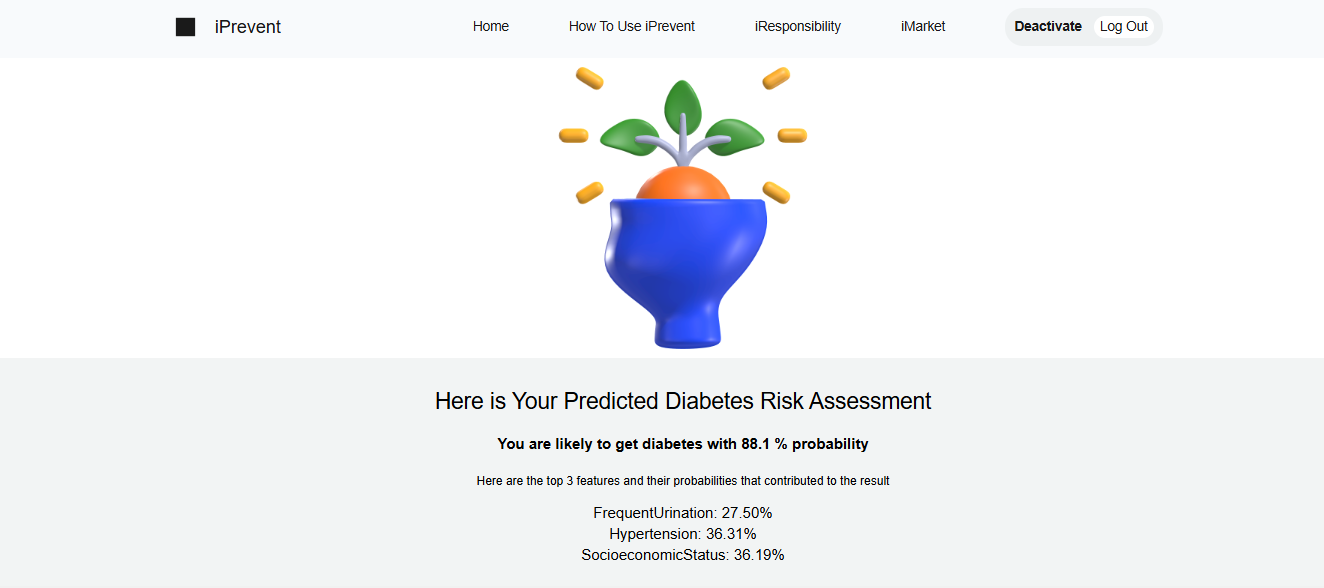 iPrevent Home How To Use iPrevent iResponsibility iMarket Deactivate Log Out
Here is Your Predicted Diabetes Risk Assessment
You are likely to get diabetes with 88.1 % probability
Here are the top 3 features and their probabilities that contributed to the result
FrequentUrination: 27.50%
Hypertension: 36.31%
SocioeconomicStatus: 36.19%